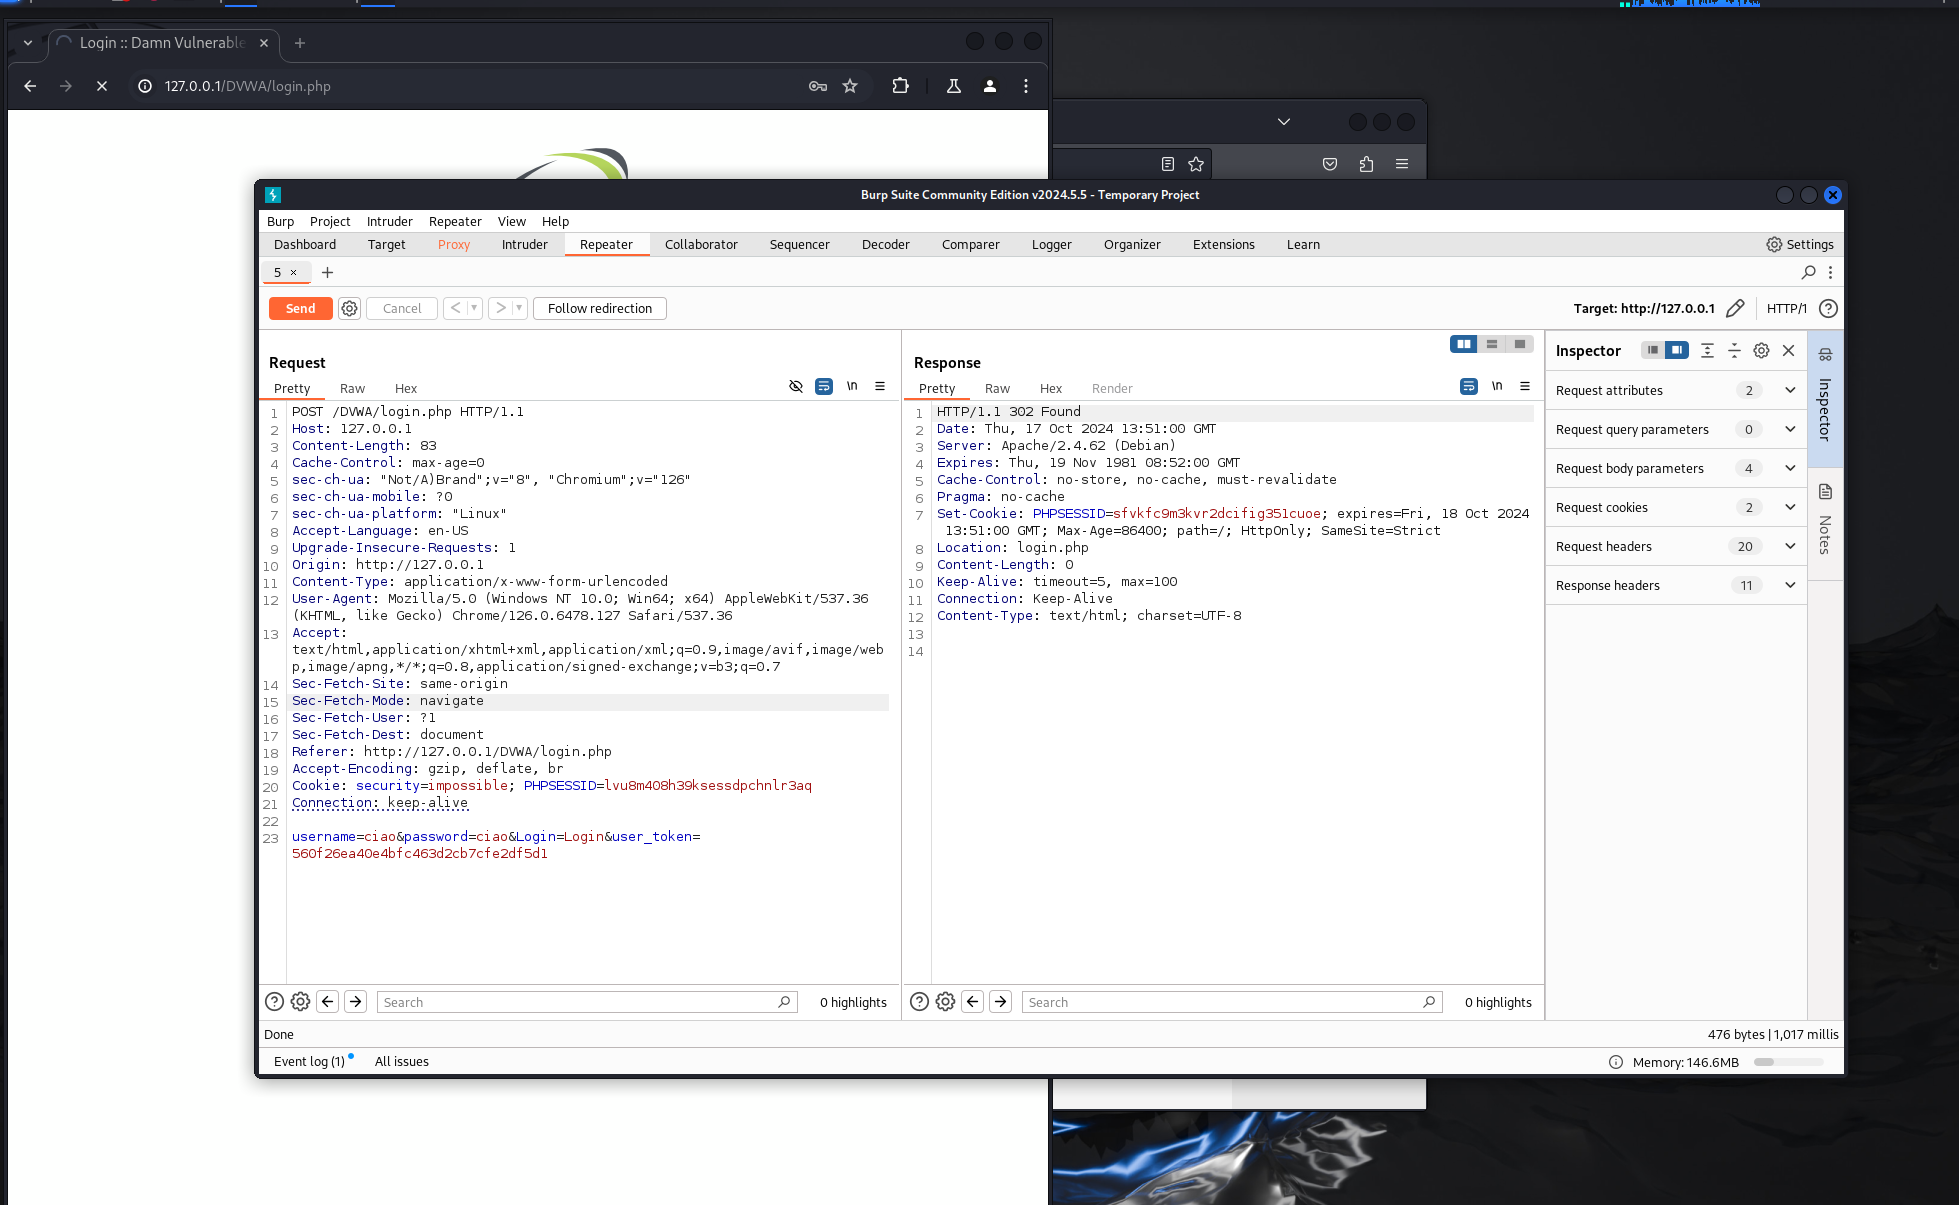 Login :: Damn Vulnerable
127.0.0.1/DVWA/login.php
Burp Suite Community Edition v2024.5.5 - Temporary Project
Burp Project Intruder Repeater View Help
Dashboard Target Proxy Intruder Repeater Collaborator Sequencer Decoder Comparer Logger Organizer Extensions Learn Settings
5 × +
Send Cancel < > Follow redirection Target: http://127.0.0.1 HTTP/1
Request
Pretty Raw Hex \n
1 POST /DVWA/login.php HTTP/1.1
2 Host: 127.0.0.1
3 Content-Length: 83
4 Cache-Control: max-age=0
5 sec-ch-ua: "Not/A)Brand";v="8", "Chromium";v="126"
6 sec-ch-ua-mobile: ?0
7 sec-ch-ua-platform: "Linux"
8 Accept-Language: en-US
9 Upgrade-Insecure-Requests: 1
10 Origin: http://127.0.0.1
11 Content-Type: application/x-www-form-urlencoded
12 User-Agent: Mozilla/5.0 (Windows NT 10.0; Win64; x64) AppleWebKit/537.36
(KHTML, like Gecko) Chrome/126.0.6478.127 Safari/537.36
13 Accept:
text/html,application/xhtml+xml,application/xml;q=0.9,image/avif,image/web
p,image/apng,*/*;q=0.8,application/signed-exchange;v=b3;q=0.7
14 Sec-Fetch-Site: same-origin
15 Sec-Fetch-Mode: navigate
16 Sec-Fetch-User: ?1
17 Sec-Fetch-Dest: document
18 Referer: http://127.0.0.1/DVWA/login.php
19 Accept-Encoding: gzip, deflate, br
20 Cookie: security=impossible; PHPSESSID=lvu8m408h39ksessdpchnlr3aq
21 Connection: keep-alive
22
23 username=ciao&password=ciao&Login=Login&user_token=
560f26ea40e4bfc463d2cb7cfe2df5d1
Search 0 highlights
Response
Pretty Raw Hex Render \n
1 HTTP/1.1 302 Found
2 Date: Thu, 17 Oct 2024 13:51:00 GMT
3 Server: Apache/2.4.62 (Debian)
4 Expires: Thu, 19 Nov 1981 08:52:00 GMT
5 Cache-Control: no-store, no-cache, must-revalidate
6 Pragma: no-cache
7 Set-Cookie: PHPSESSID=sfvkfc9m3kvr2dcifig351cuoe; expires=Fri, 18 Oct 2024
13:51:00 GMT; Max-Age=86400; path=/; HttpOnly; SameSite=Strict
8 Location: login.php
9 Content-Length: 0
10 Keep-Alive: timeout=5, max=100
11 Connection: Keep-Alive
12 Content-Type: text/html; charset=UTF-8
13
14
Search 0 highlights
Inspector
Request attributes 2
Request query parameters 0
Request body parameters 4
Request cookies 2
Request headers 20
Response headers 11
Inspector
Notes
Done 476 bytes | 1,017 millis
Event log (1) All issues Memory: 146.6MB